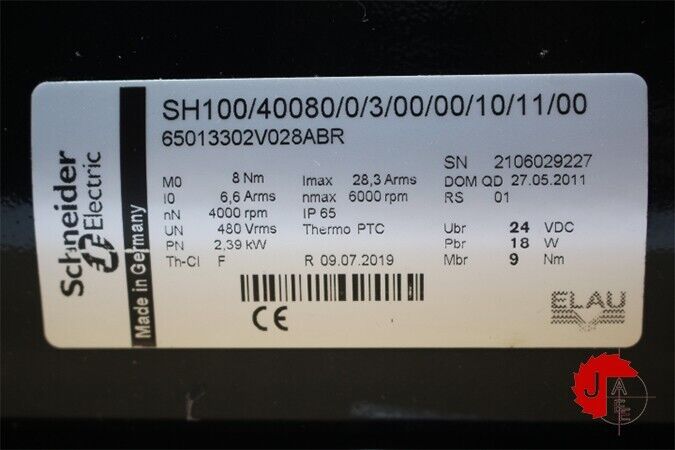 Schneider
Electric
Made in Germany
SH100/40080/0/3/00/00/10/11/00
65013302V028ABR
SN 2106029227
M0 8 Nm Imax 28,3 Arms DOM QD 27.05.2011
I0 6,6 Arms nmax 6000 rpm RS 01
nN 4000 rpm IP 65
UN 480 Vrms Thermo PTC Ubr 24 VDC
PN 2,39 kW Pbr 18 W
Th-Cl F R 09.07.2019 Mbr 9 Nm
CE
ELAU
JA